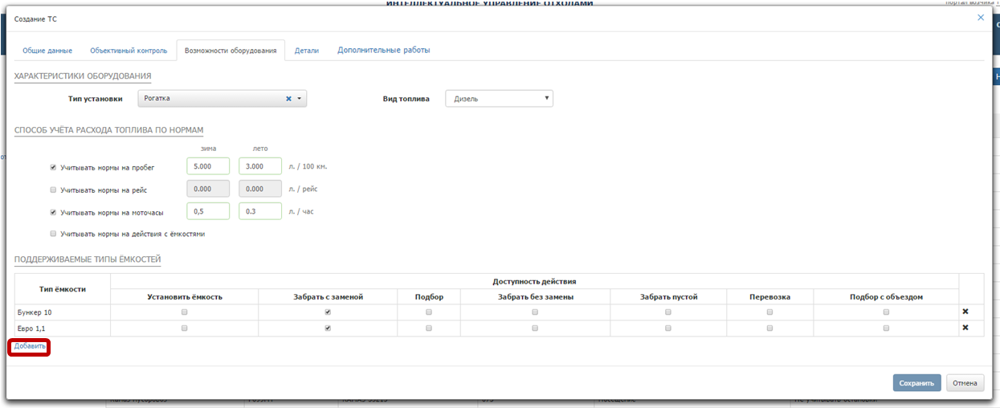 ИНТЕЛЛЕКТУАЛЬНОЕ УПРАВЛЕНИЕ ОТХОДАМИ
Создание ТС
Общие данные Объективный контроль Возможности оборудования Детали Дополнительные работы
ХАРАКТЕРИСТИКИ ОБОРУДОВАНИЯ
Тип установки Рогатка Вид топлива Дизель
СПОСОБ УЧЁТА РАСХОДА ТОПЛИВА ПО НОРМАМ
зима лето
Учитывать нормы на пробег 5.000 3.000 л. / 100 км.
Учитывать нормы на рейс 0.000 0.000 л. / рейс
Учитывать нормы на моточасы 0,5 0.3 л. / час
Учитывать нормы на действия с ёмкостями
ПОДДЕРЖИВАЕМЫЕ ТИПЫ ЁМКОСТЕЙ
Тип ёмкости Доступность действия
Установить ёмкость Забрать с заменой Подбор Забрать без замены Забрать пустой Перевозка Подбор с объездом
Бункер 10
Евро 1,1
Добавить
Сохранить Отмена